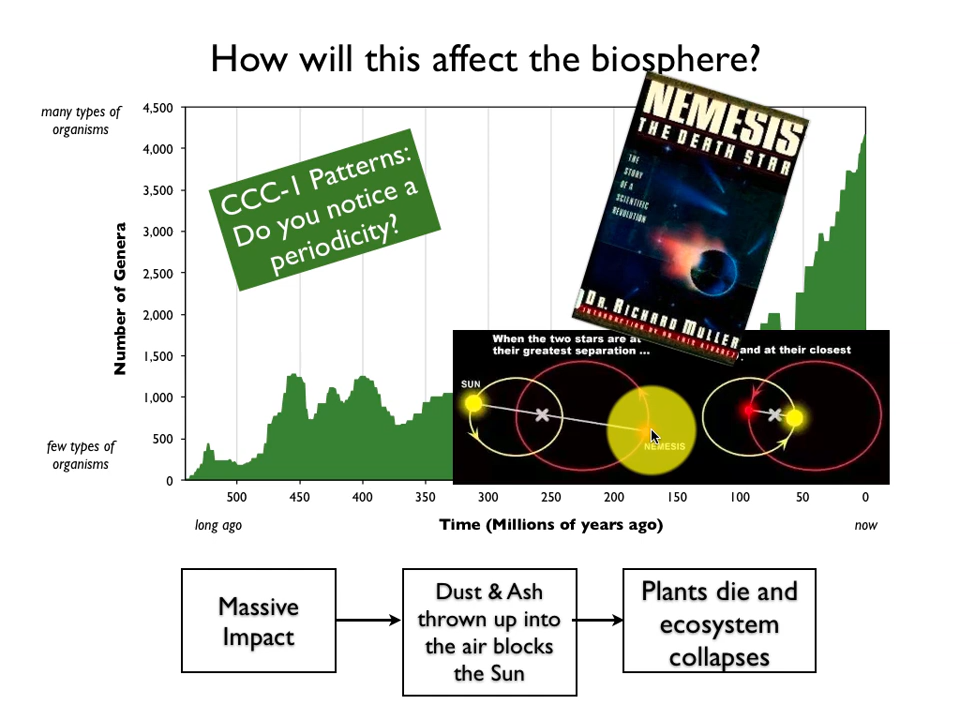 How will this affect the biosphere?
many types of
organisms
4,500
4,000
3,500
3,000
2,500
2,000
1,500
1,000
500
0
Number of Genera
few types of
organisms
CCC-1 Patterns:
Do you notice a
periodicity?
NEMESIS
THE DEATH STAR
THE
STORY
OF A
SCIENTIFIC
REVOLUTION
DR. RICHARD MULLER
INTRODUCTION BY
When the two stars are at
their greatest separation ...
and at their closest
SUN
NEMESIS
500 450 400 350 300 250 200 150 100 50 0
long ago
Time (Millions of years ago)
now
Massive
Impact
Dust & Ash
thrown up into
the air blocks
the Sun
Plants die and
ecosystem
collapses